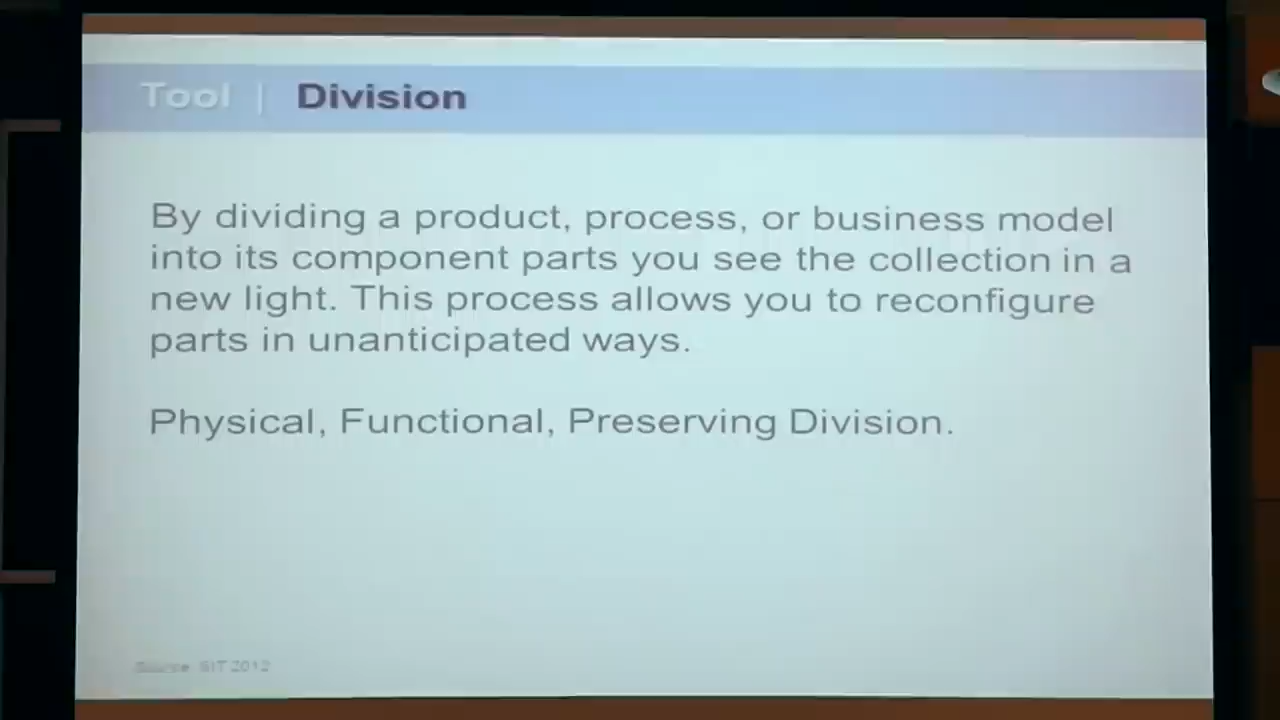 Tool | Division
By dividing a product, process, or business model
into its component parts you see the collection in a
new light. This process allows you to reconfigure
parts in unanticipated ways.
Physical, Functional, Preserving Division.
Source: SIT 2012